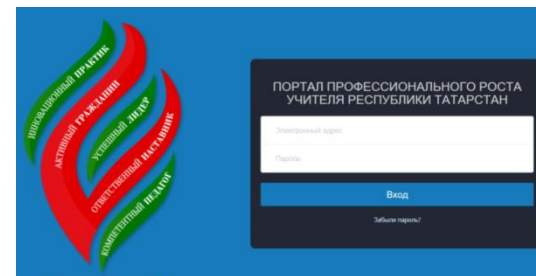 ИННОВАЦИОННЫЙ ПРАКТИК
АКТИВНЫЙ ГРАЖДАНИН
УСПЕШНЫЙ ЛИДЕР
ОТВЕТСТВЕННЫЙ НАСТАВНИК
КОМПЕТЕНТНЫЙ ПЕДАГОГ
ПОРТАЛ ПРОФЕССИОНАЛЬНОГО РОСТА
УЧИТЕЛЯ РЕСПУБЛИКИ ТАТАРСТАН
Электронный адрес
Пароль
Вход
Забыли пароль?